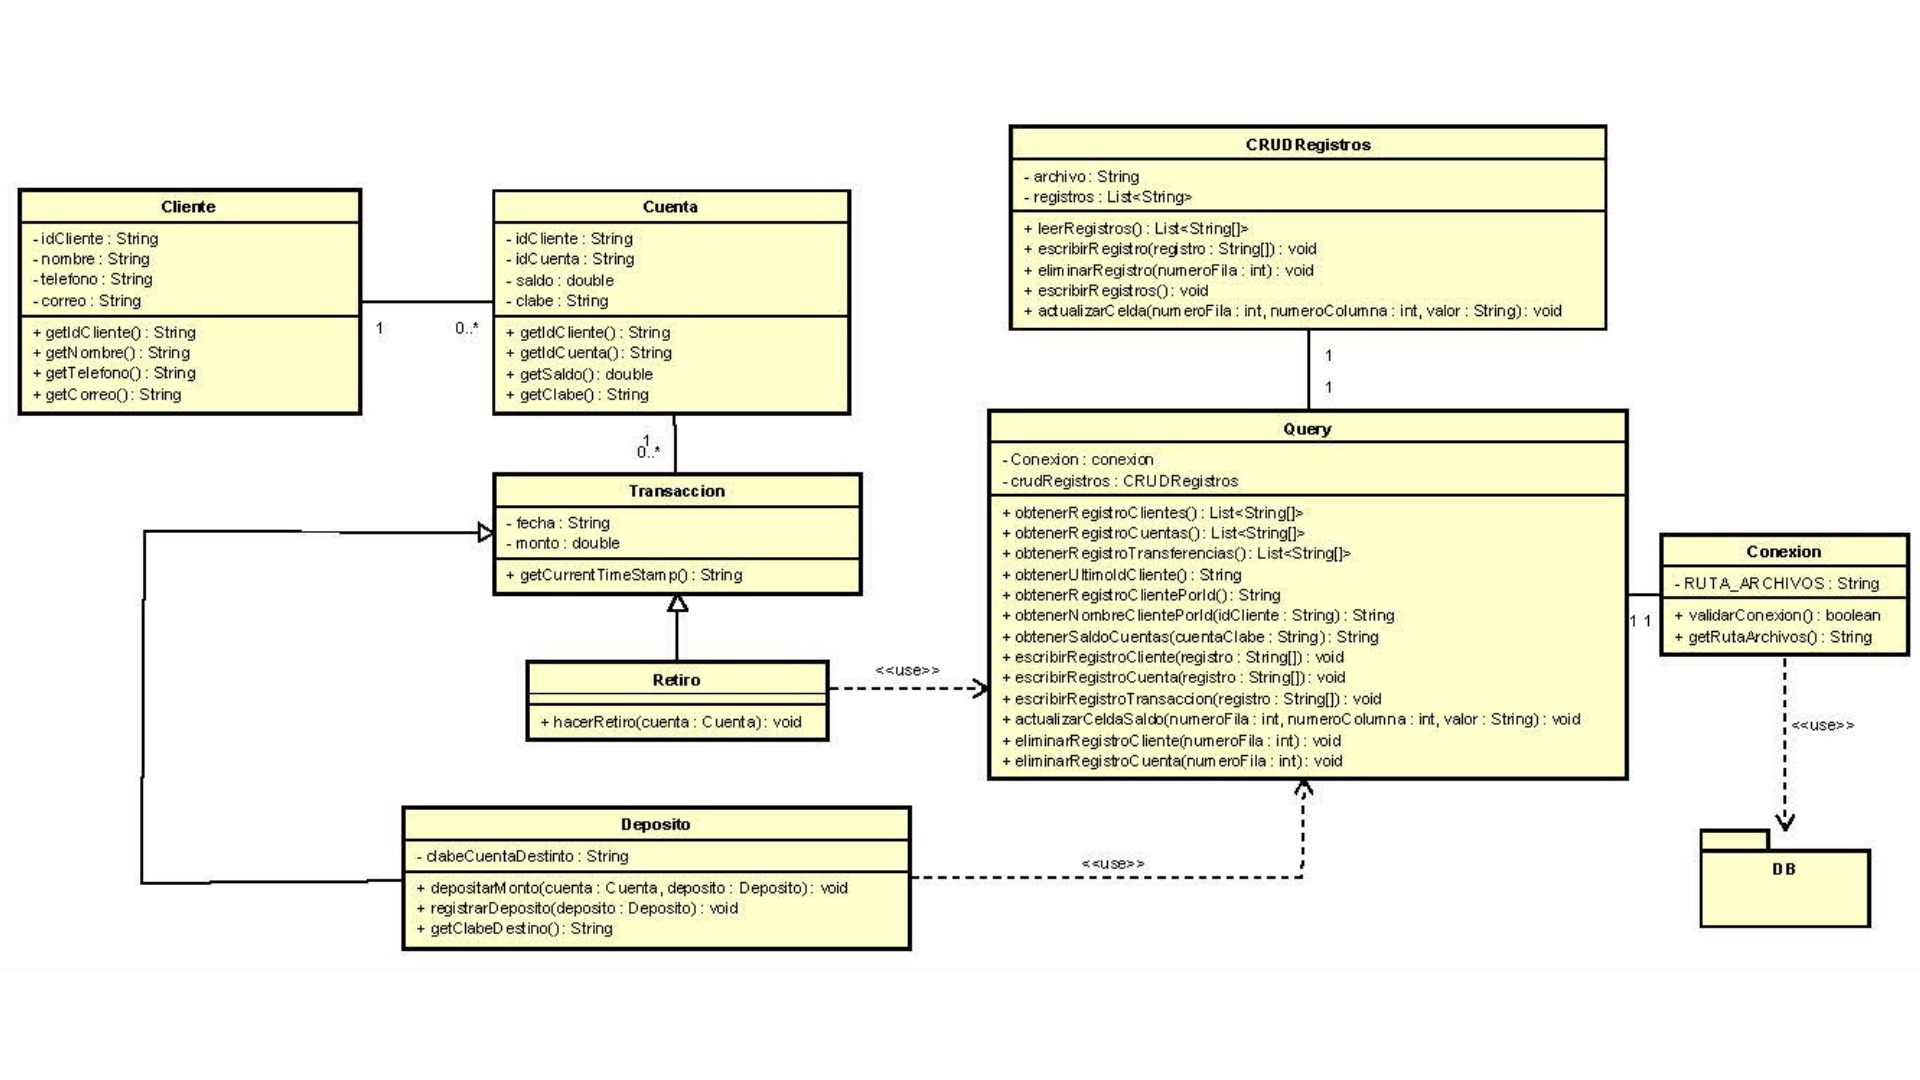 Cliente
- idCliente : String
- nombre : String
- telefono : String
- correo : String
+ getIdCliente() : String
+ getNombre() : String
+ getTelefono() : String
+ getCorreo() : String
1
0..*
Cuenta
- idCliente : String
- idCuenta : String
- saldo : double
- clabe : String
+ getIdCliente() : String
+ getIdCuenta() : String
+ getSaldo() : double
+ getClabe() : String
1
0..*
Transaccion
- fecha : String
- monto : double
+ getCurrentTimeStamp() : String
Retiro
+ hacerRetiro(cuenta : Cuenta) : void
<<use>>
Deposito
- clabeCuentaDestinto : String
+ depositarMonto(cuenta : Cuenta, deposito : Deposito) : void
+ registrarDeposito(deposito : Deposito) : void
+ getClabeDestino() : String
<<use>>
CRUDRegistros
- archivo : String
- registros : List<String>
+ leerRegistros() : List<String[]>
+ escribirRegistro(registro : String[]) : void
+ eliminarRegistro(numeroFila : int) : void
+ escribirRegistros() : void
+ actualizarCelda(numeroFila : int, numeroColumna : int, valor : String) : void
1
1
Query
- Conexion : conexion
- crudRegistros : CRUDRegistros
+ obtenerRegistroClientes() : List<String[]>
+ obtenerRegistroCuentas() : List<String[]>
+ obtenerRegistroTransferencias() : List<String[]>
+ obtenerUltimoIdCliente() : String
+ obtenerRegistroClientePorId() : String
+ obtenerNombreClientePorId(idCliente : String) : String
+ obtenerSaldoCuentas(cuentaClabe : String) : String
+ escribirRegistroCliente(registro : String[]) : void
+ escribirRegistroCuenta(registro : String[]) : void
+ escribirRegistroTransaccion(registro : String[]) : void
+ actualizarCeldaSaldo(numeroFila : int, numeroColumna : int, valor : String) : void
+ eliminarRegistroCliente(numeroFila : int) : void
+ eliminarRegistroCuenta(numeroFila : int) : void
1 1
Conexion
- RUTA_ARCHIVOS : String
+ validarConexion() : boolean
+ getRutaArchivos() : String
<<use>>
DB